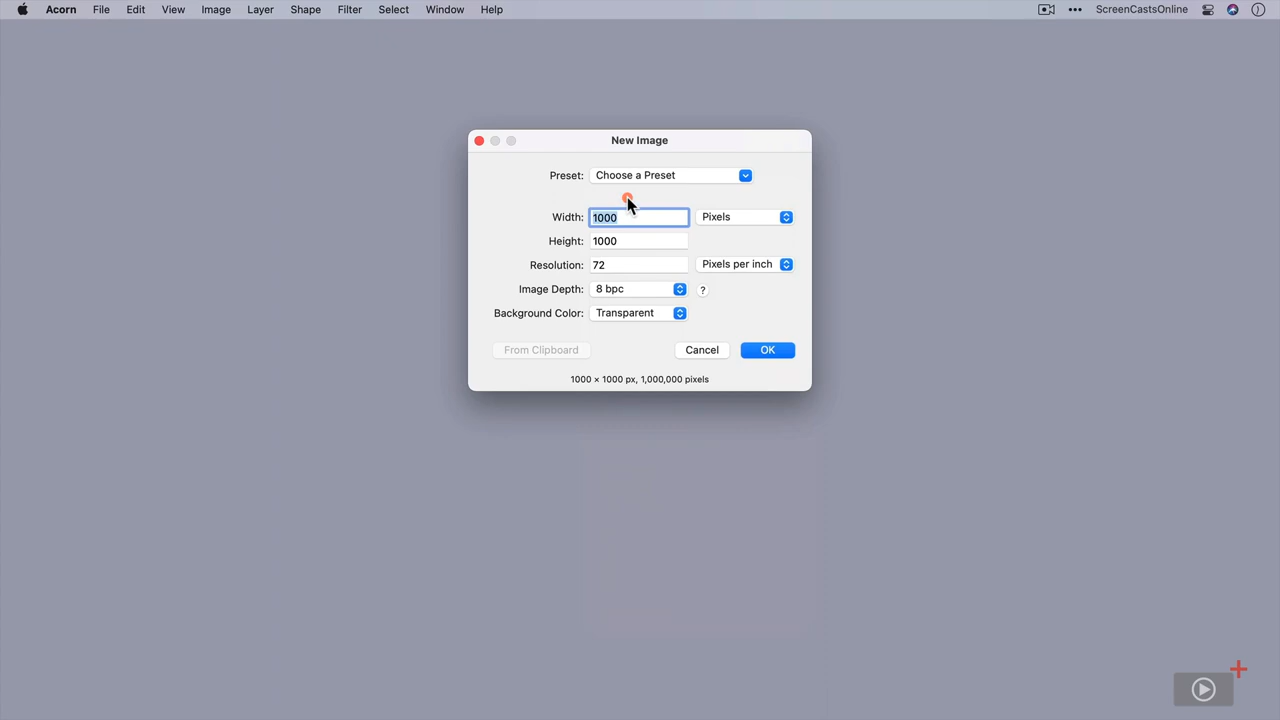 Acorn File Edit View Image Layer Shape Filter Select Window Help ScreenCastsOnline
New Image
Preset: Choose a Preset
Width: 1000 Pixels
Height: 1000
Resolution: 72 Pixels per inch
Image Depth: 8 bpc ?
Background Color: Transparent
From Clipboard Cancel OK
1000 × 1000 px, 1,000,000 pixels